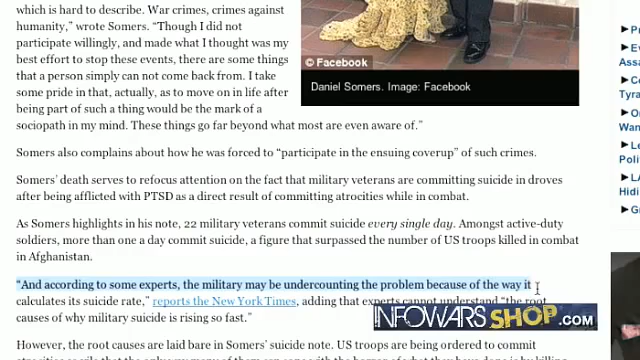 which is hard to describe. War crimes, crimes against
humanity,” wrote Somers. “Though I did not
participate willingly, and made what I thought was my
best effort to stop these events, there are some things
that a person simply can not come back from. I take
some pride in that, actually, as to move on in life after
being part of such a thing would be the mark of a
sociopath in my mind. These things go far beyond what most are even aware of.”
© Facebook
Daniel Somers. Image: Facebook
Somers also complains about how he was forced to “participate in the ensuing coverup” of such crimes.
Somers’ death serves to refocus attention on the fact that military veterans are committing suicide in droves
after being afflicted with PTSD as a direct result of committing atrocities while in combat.
As Somers highlights in his note, 22 military veterans commit suicide every single day. Amongst active-duty
soldiers, more than one a day commit suicide, a figure that surpassed the number of US troops killed in combat
in Afghanistan.
“And according to some experts, the military may be undercounting the problem because of the way it
calculates its suicide rate,” reports the New York Times, adding that experts cannot understand “the root
causes of why military suicide is rising so fast.”
However, the root causes are laid bare in Somers’ suicide note. US troops are being ordered to commit
INFOWARS SHOP.COM